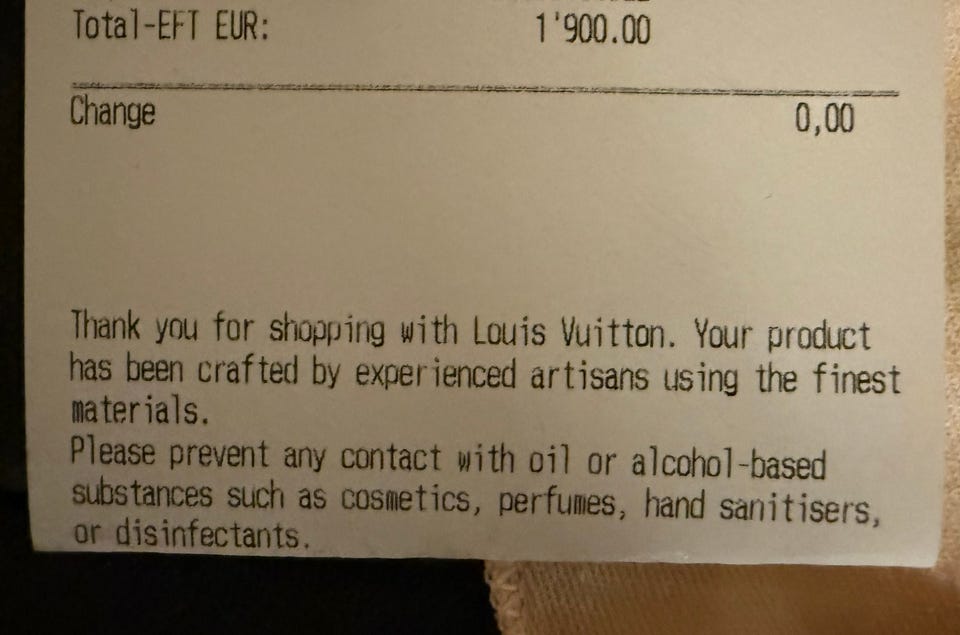 Total-EFT EUR: 1'900.00
Change 0,00
Thank you for shopping with Louis Vuitton. Your product
has been crafted by experienced artisans using the finest
materials.
Please prevent any contact with oil or alcohol-based
substances such as cosmetics, perfumes, hand sanitisers,
or disinfectants.